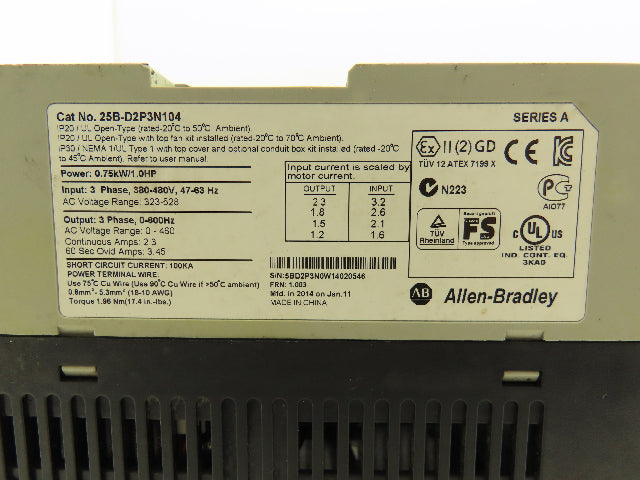 Cat No. 25B-D2P3N104
SERIES A
IP20 / UL Open-Type (rated-20°C to 50°C Ambient).
IP20 / UL Open-Type with top fan kit installed (rated-20°C to 70°C Ambient).
IP30 / NEMA 1/UL Type 1 with top cover and optional conduit box kit installed (rated -20°C
to 45°C Ambient). Refer to user manual.
Power: 0.75kW/1.0HP
Input: 3 Phase, 380-480V, 47-63 Hz
AC Voltage Range: 323-528
Output: 3 Phase, 0-500Hz
AC Voltage Range: 0 - 460
Continuous Amps: 2.3
60 Sec Ovld Amps: 3.45
SHORT CIRCUIT CURRENT: 100KA
POWER TERMINAL WIRE:
Use 75°C Cu Wire (Use 90°C Cu Wire if >50°C ambient)
0.8mm² - 5.3mm² (18-10 AWG)
Torque 1.96 Nm(17.4 in.-lbs.)
Input current is scaled by
motor current.
OUTPUT INPUT
2.3 3.2
1.8 2.6
1.5 2.1
1.2 1.6
S/N:5BD2P3N0W14020546
FRN: 1.003
Mfd. in 2014 on Jan.11
MADE IN CHINA
Ex II (2) GD
TÜV 12 ATEX 7199 X
CE
N223
AЮ77
TÜV
Rheinland
FS
Type approved
c UL US
LISTED
IND. CONT. EQ.
3KA0
AB Allen-Bradley